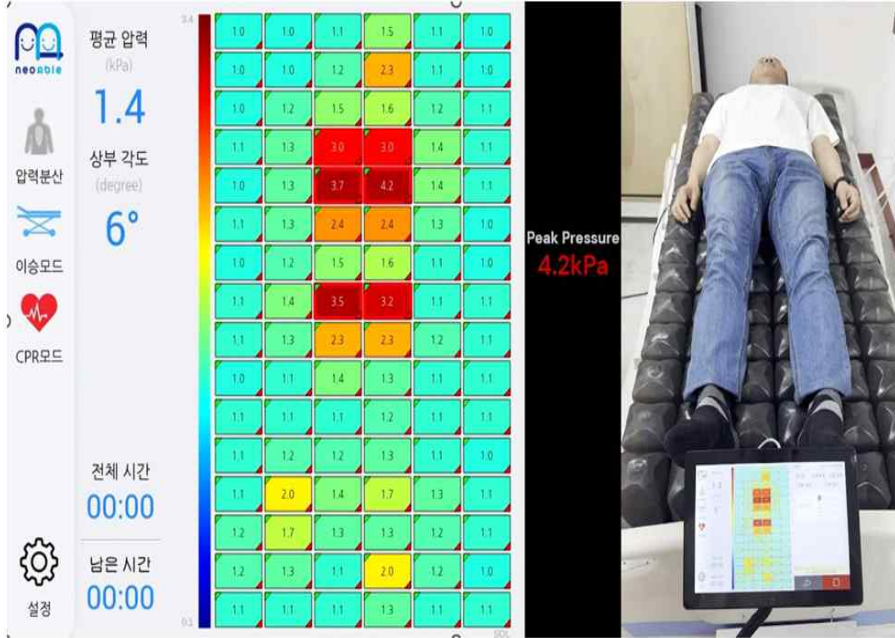 neoable
평균 압력
(kPa)
1.4
상부 각도
(degree)
6°
압력분산
이승모드
CPR모드
전체 시간
00:00
남은 시간
00:00
설정
3.4
1.0 1.0 1.1 1.5 1.1 1.0
1.0 1.0 1.2 2.3 1.1 1.0
1.0 1.2 1.5 1.6 1.2 1.1
1.1 1.3 3.0 3.0 1.4 1.1
1.0 1.3 3.7 4.2 1.4 1.1
1.1 1.3 2.4 2.4 1.3 1.0
1.0 1.2 1.5 1.6 1.1 1.0
1.1 1.4 3.5 3.2 1.1 1.1
1.1 1.3 2.3 2.3 1.2 1.1
1.0 1.1 1.4 1.3 1.1 1.1
1.1 1.1 1.1 1.2 1.1 1.1
1.1 1.2 1.2 1.3 1.1 1.0
1.1 2.0 1.4 1.7 1.3 1.1
1.2 1.7 1.3 1.3 1.2 1.1
1.2 1.3 1.1 2.0 1.2 1.0
1.1 1.1 1.1 1.3 1.1 1.1
0.1
Peak Pressure
4.2kPa